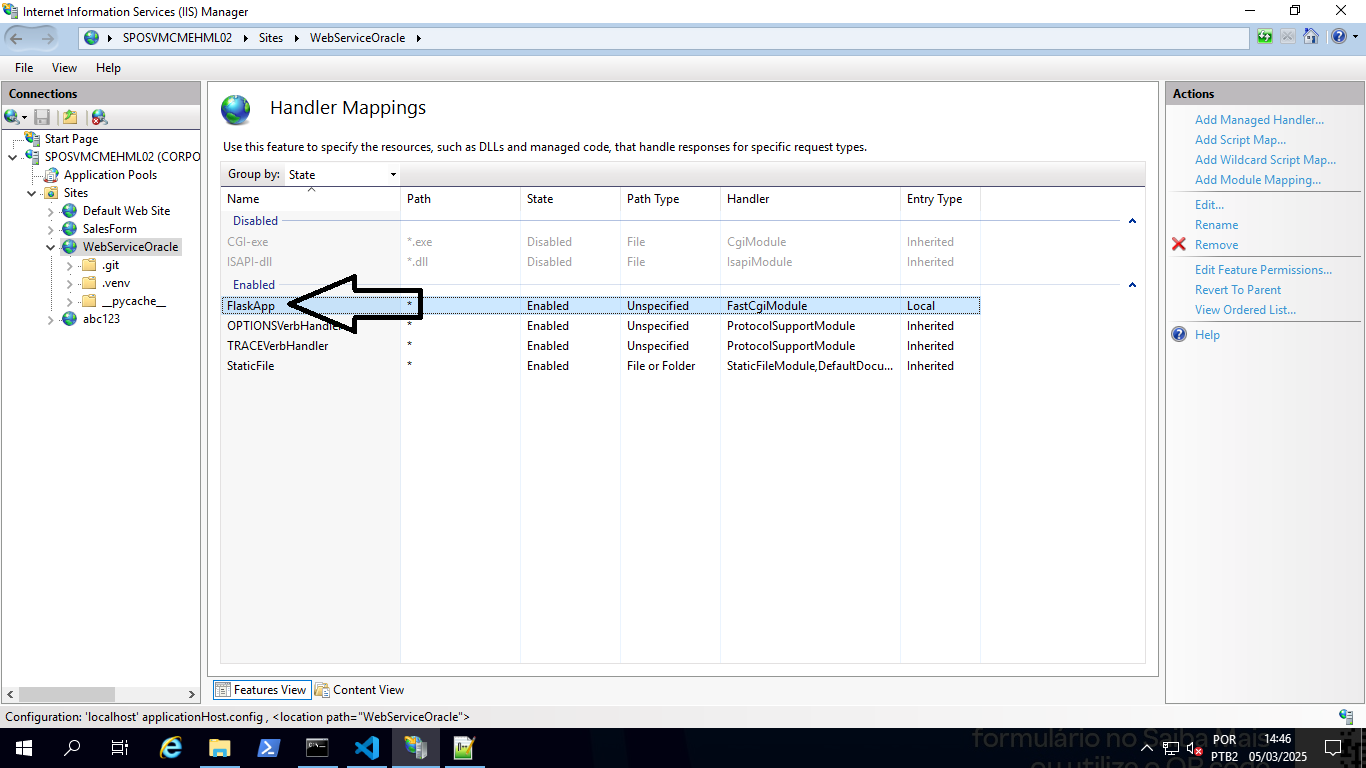 Internet Information Services (IIS) Manager
SPOSVMCMEHML02 Sites WebServiceOracle
File View Help
Connections
Start Page
SPOSVMCMEHML02 (CORPO
Application Pools
Sites
Default Web Site
SalesForm
WebServiceOracle
.git
.venv
__pycache__
abc123
Handler Mappings
Use this feature to specify the resources, such as DLLs and managed code, that handle responses for specific request types.
Group by: State
Name Path State Path Type Handler Entry Type
Disabled
CGI-exe *.exe Disabled File CgiModule Inherited
ISAPI-dll *.dll Disabled File IsapiModule Inherited
Enabled
FlaskApp * Enabled Unspecified FastCgiModule Local
OPTIONSVerbHandler * Enabled Unspecified ProtocolSupportModule Inherited
TRACEVerbHandler * Enabled Unspecified ProtocolSupportModule Inherited
StaticFile * Enabled File or Folder StaticFileModule,DefaultDocu... Inherited
Features View Content View
Actions
Add Managed Handler...
Add Script Map...
Add Wildcard Script Map...
Add Module Mapping...
Edit...
Rename
Remove
Edit Feature Permissions...
Revert To Parent
View Ordered List...
Help
Configuration: 'localhost' applicationHost.config , <location path="WebServiceOracle">
formulário no Saiba Mais
ou utilize o QR code
POR 14:46
PTB2 05/03/2025